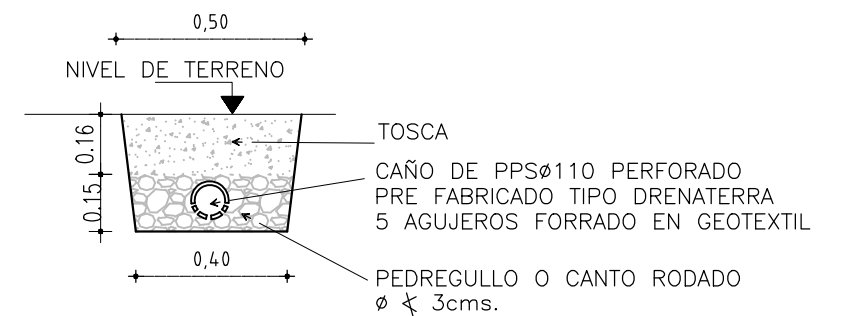 0,50
NIVEL DE TERRENO
0.16
TOSCA
CAÑO DE PPSø110 PERFORADO
PRE FABRICADO TIPO DRENATERRA
5 AGUJEROS FORRADO EN GEOTEXTIL
0.15
0,40
PEDREGULLO O CANTO RODADO
ø ≮ 3cms.